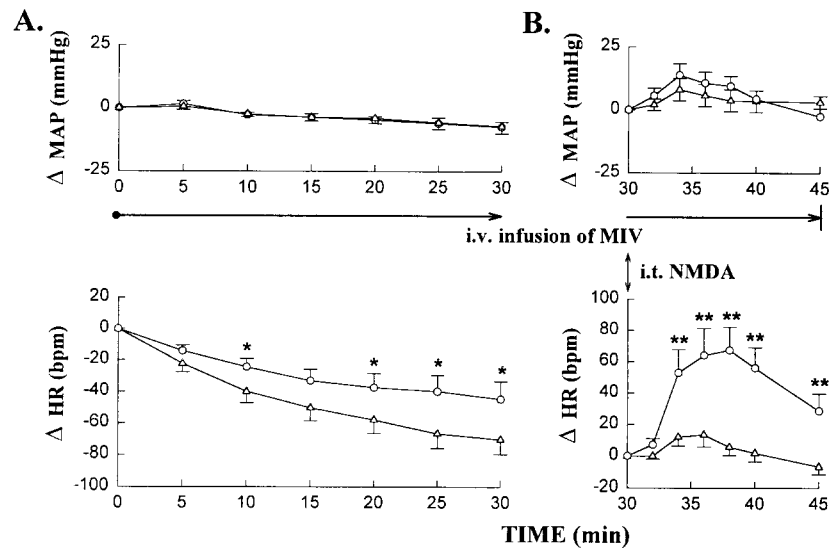 A.
B.
Δ MAP (mmHg)
25
0
-25
0 5 10 15 20 25 30
Δ MAP (mmHg)
25
0
-25
30 35 40 45
i.v. infusion of MIV
i.t. NMDA
Δ HR (bpm)
20
0
-20
-40
-60
-80
-100
* * * *
0 5 10 15 20 25 30
Δ HR (bpm)
100
80
60
40
20
0
-20
** ** ** ** **
30 35 40 45
TIME (min)